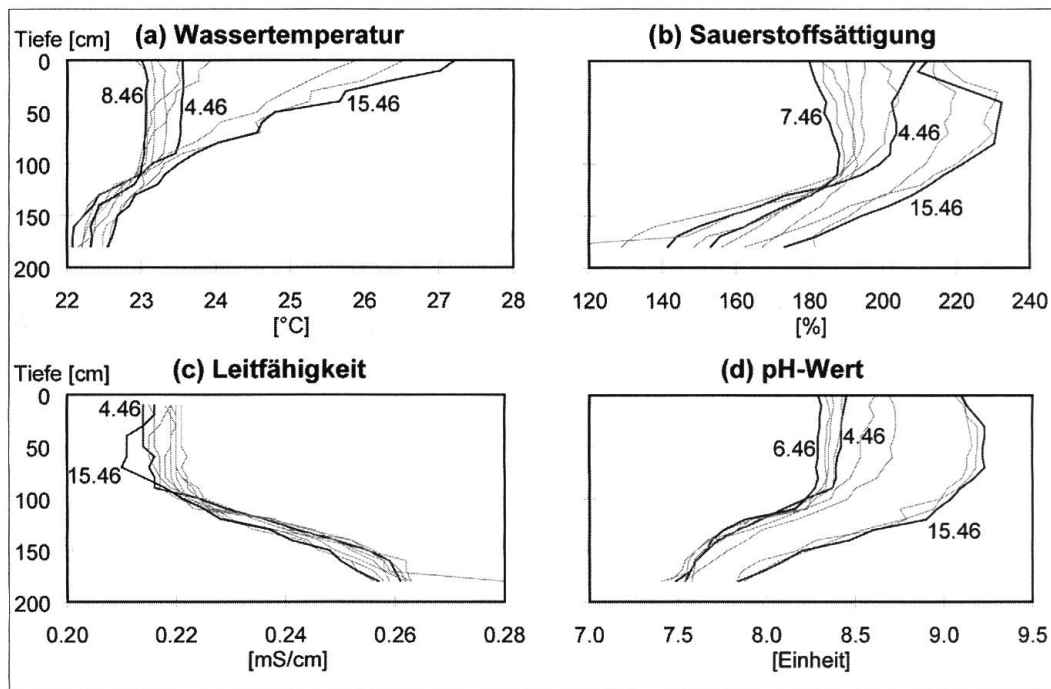 Tiefe [cm]
(a) Wassertemperatur
0
50
100
150
200
8.46
4.46
15.46
22 23 24 25 26 27 28
[°C]
(b) Sauerstoffsättigung
7.46
4.46
15.46
120 140 160 180 200 220 240
[%]
Tiefe [cm]
(c) Leitfähigkeit
0
50
100
150
200
4.46
15.46
0.20 0.22 0.24 0.26 0.28
[mS/cm]
(d) pH-Wert
6.46
4.46
15.46
7.0 7.5 8.0 8.5 9.0 9.5
[Einheit]